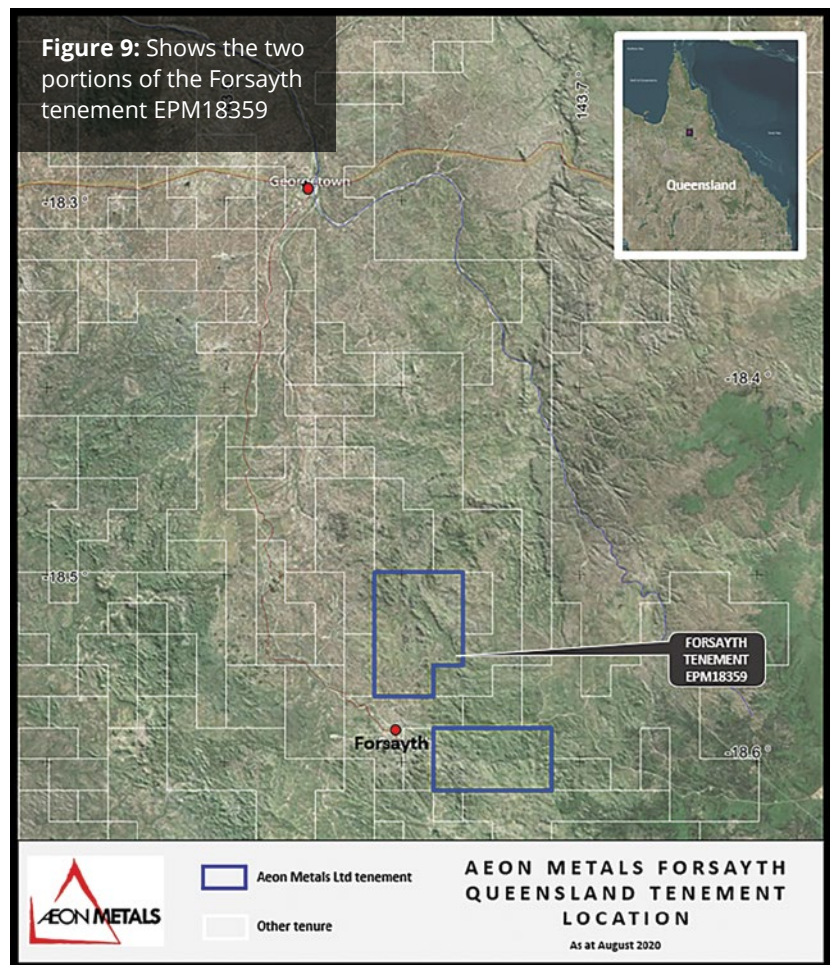 Figure 9: Shows the two
portions of the Forsayth
tenement EPM18359
143.7°
Queensland
Georgetown
-18.3°
-18.4°
-18.5°
FORSAYTH
TENEMENT
EPM18359
Forsayth
-18.6°
ÆON METALS
Aeon Metals Ltd tenement
Other tenure
AEON METALS FORSAYTH
QUEENSLAND TENEMENT
LOCATION
As at August 2020